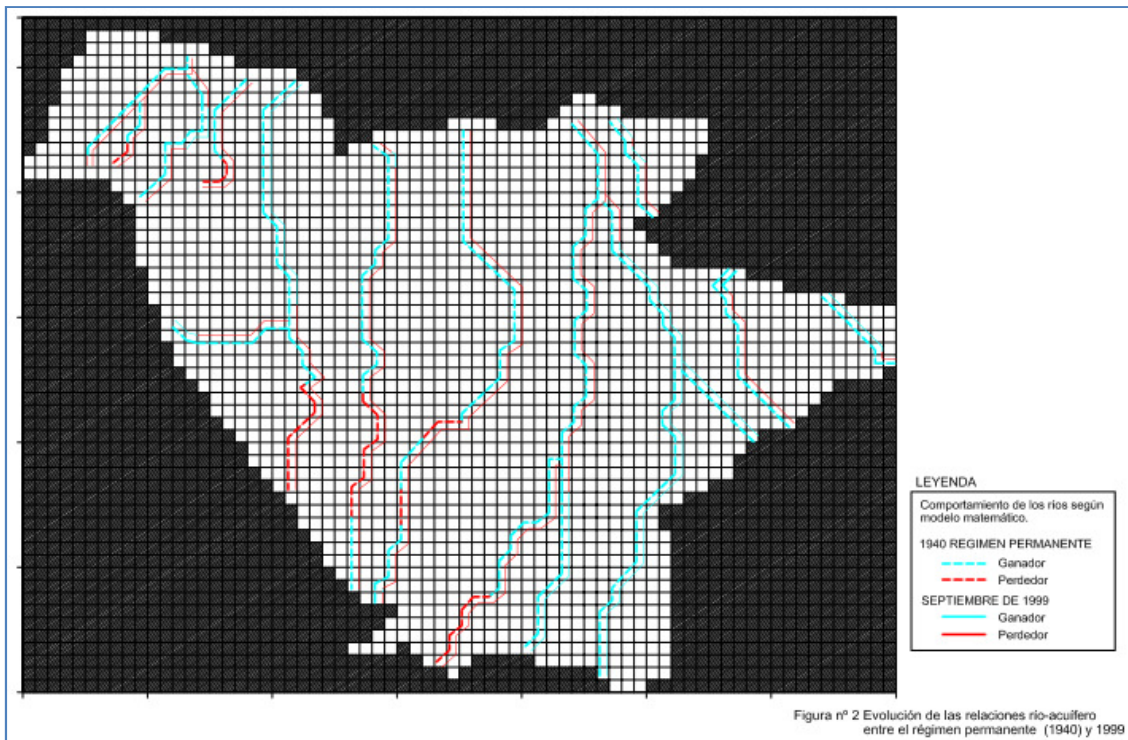 LEYENDA
Comportamiento de los ríos según
modelo matemático.
1940 REGIMEN PERMANENTE
Ganador
Perdedor
SEPTIEMBRE DE 1999
Ganador
Perdedor
Figura nº 2 Evolución de las relaciones río-acuífero
entre el régimen permanente (1940) y 1999